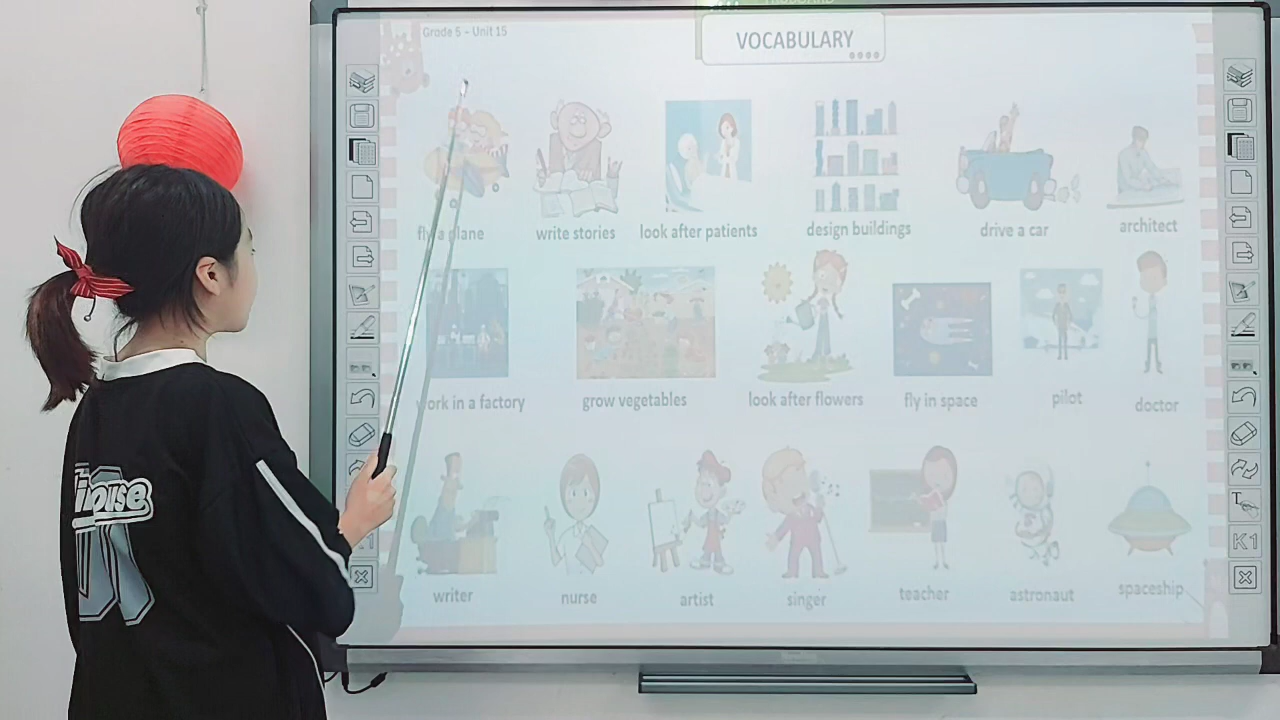 Grade 5 – Unit 15
VOCABULARY
fly a plane
write stories
look after patients
design buildings
drive a car
architect
work in a factory
grow vegetables
look after flowers
fly in space
pilot
doctor
writer
nurse
artist
singer
teacher
astronaut
spaceship
T
K1
house